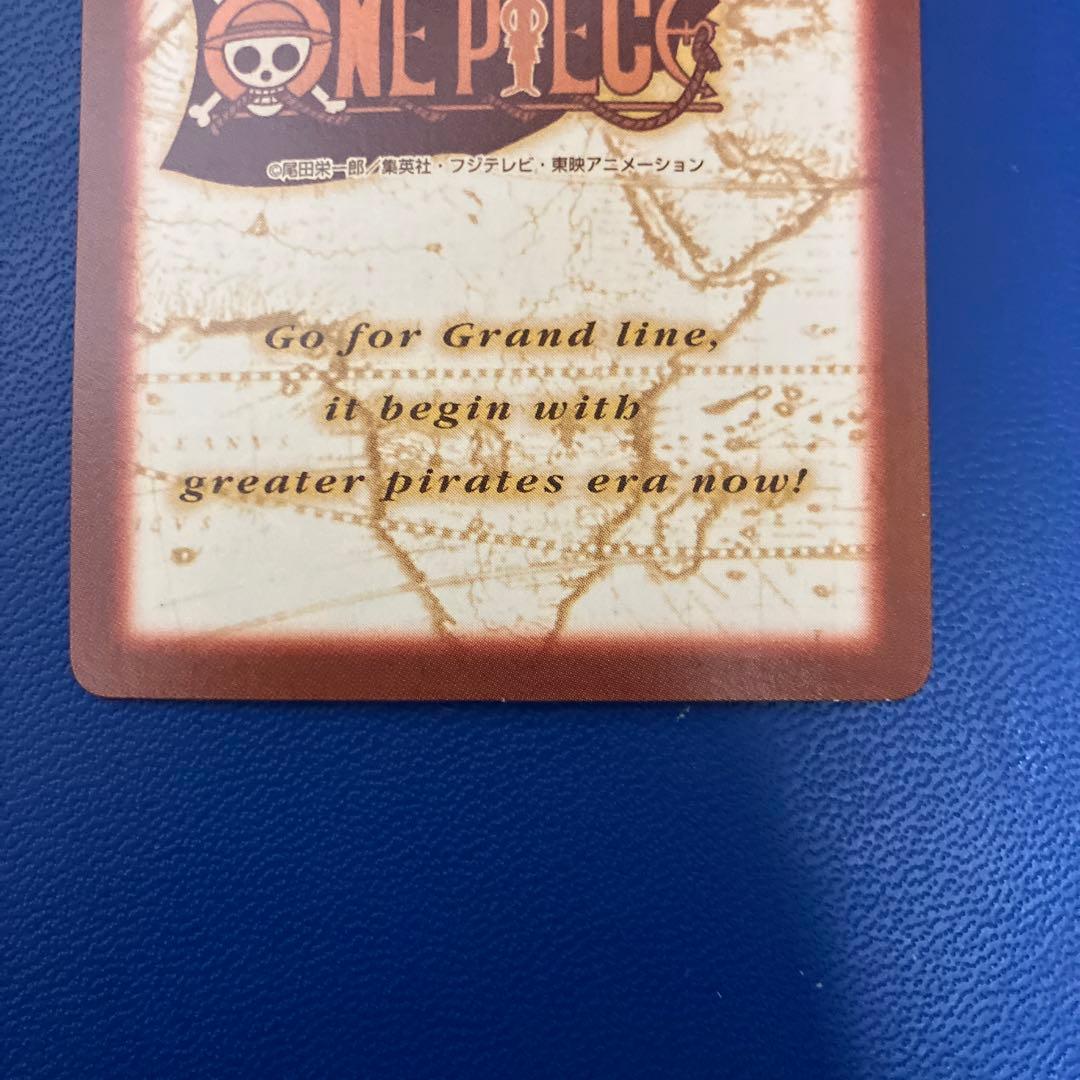 ONE PIECE
©尾田栄一郎／集英社・フジテレビ・東映アニメーション
Go for Grand line,
it begin with
OCEANVS
greater pirates era now!